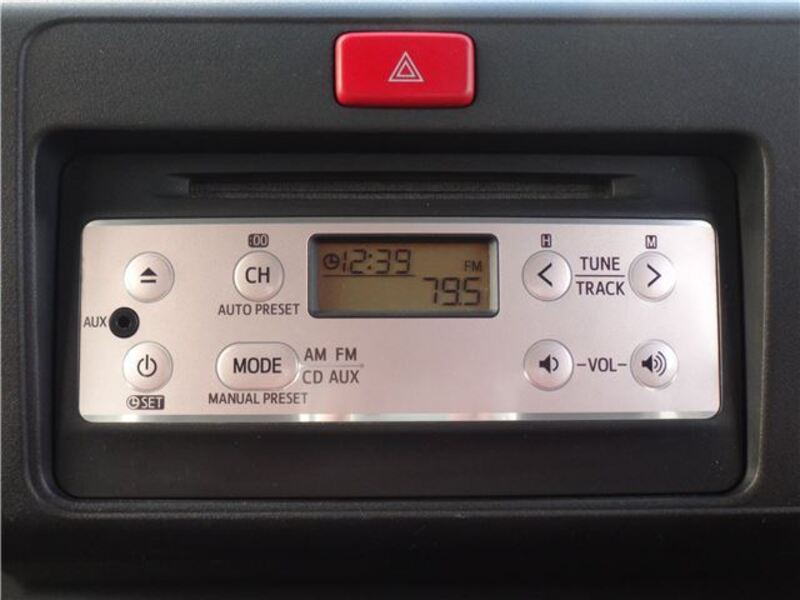 :00
H
M
12:39
FM
79.5
CH
AUTO PRESET
TUNE
TRACK
AUX
MODE
AM FM
CD AUX
MANUAL PRESET
SET
-VOL-